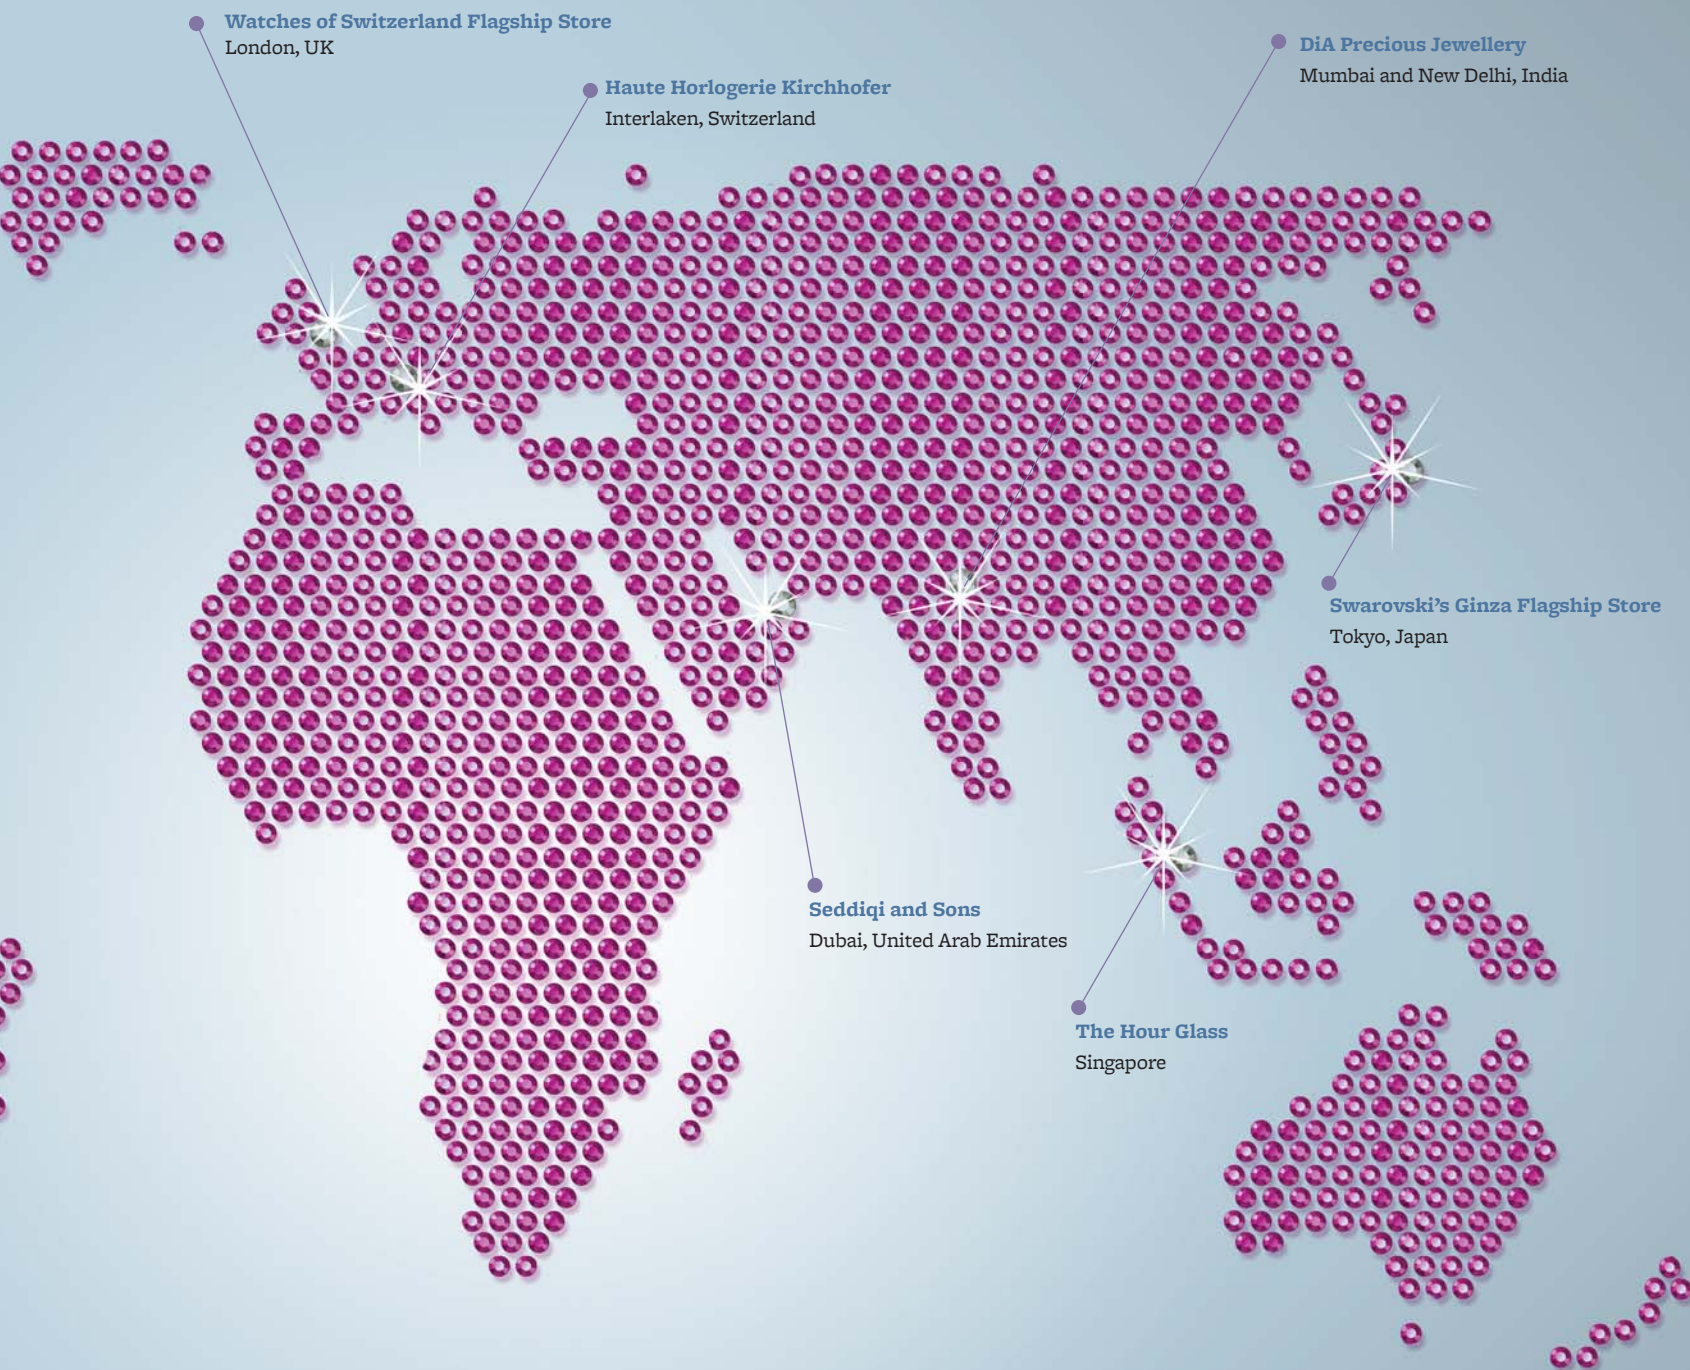 Watches of Switzerland Flagship Store
London, UK
Haute Horlogerie Kirchhofer
Interlaken, Switzerland
DiA Precious Jewellery
Mumbai and New Delhi, India
Swarovski’s Ginza Flagship Store
Tokyo, Japan
Seddiqi and Sons
Dubai, United Arab Emirates
The Hour Glass
Singapore